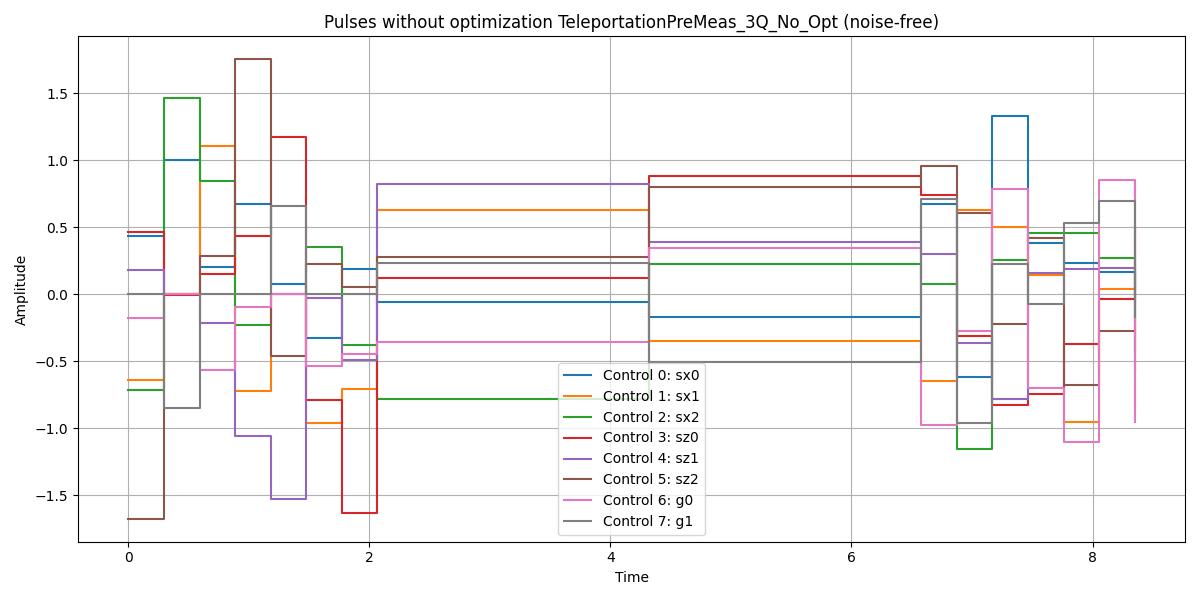 Pulses without optimization TeleportationPreMeas_3Q_No_Opt (noise-free)
Amplitude
1.5
1.0
0.5
0.0
−0.5
−1.0
−1.5
Control 0: sx0
Control 1: sx1
Control 2: sx2
Control 3: sz0
Control 4: sz1
Control 5: sz2
Control 6: g0
Control 7: g1
0 2 4 6 8
Time